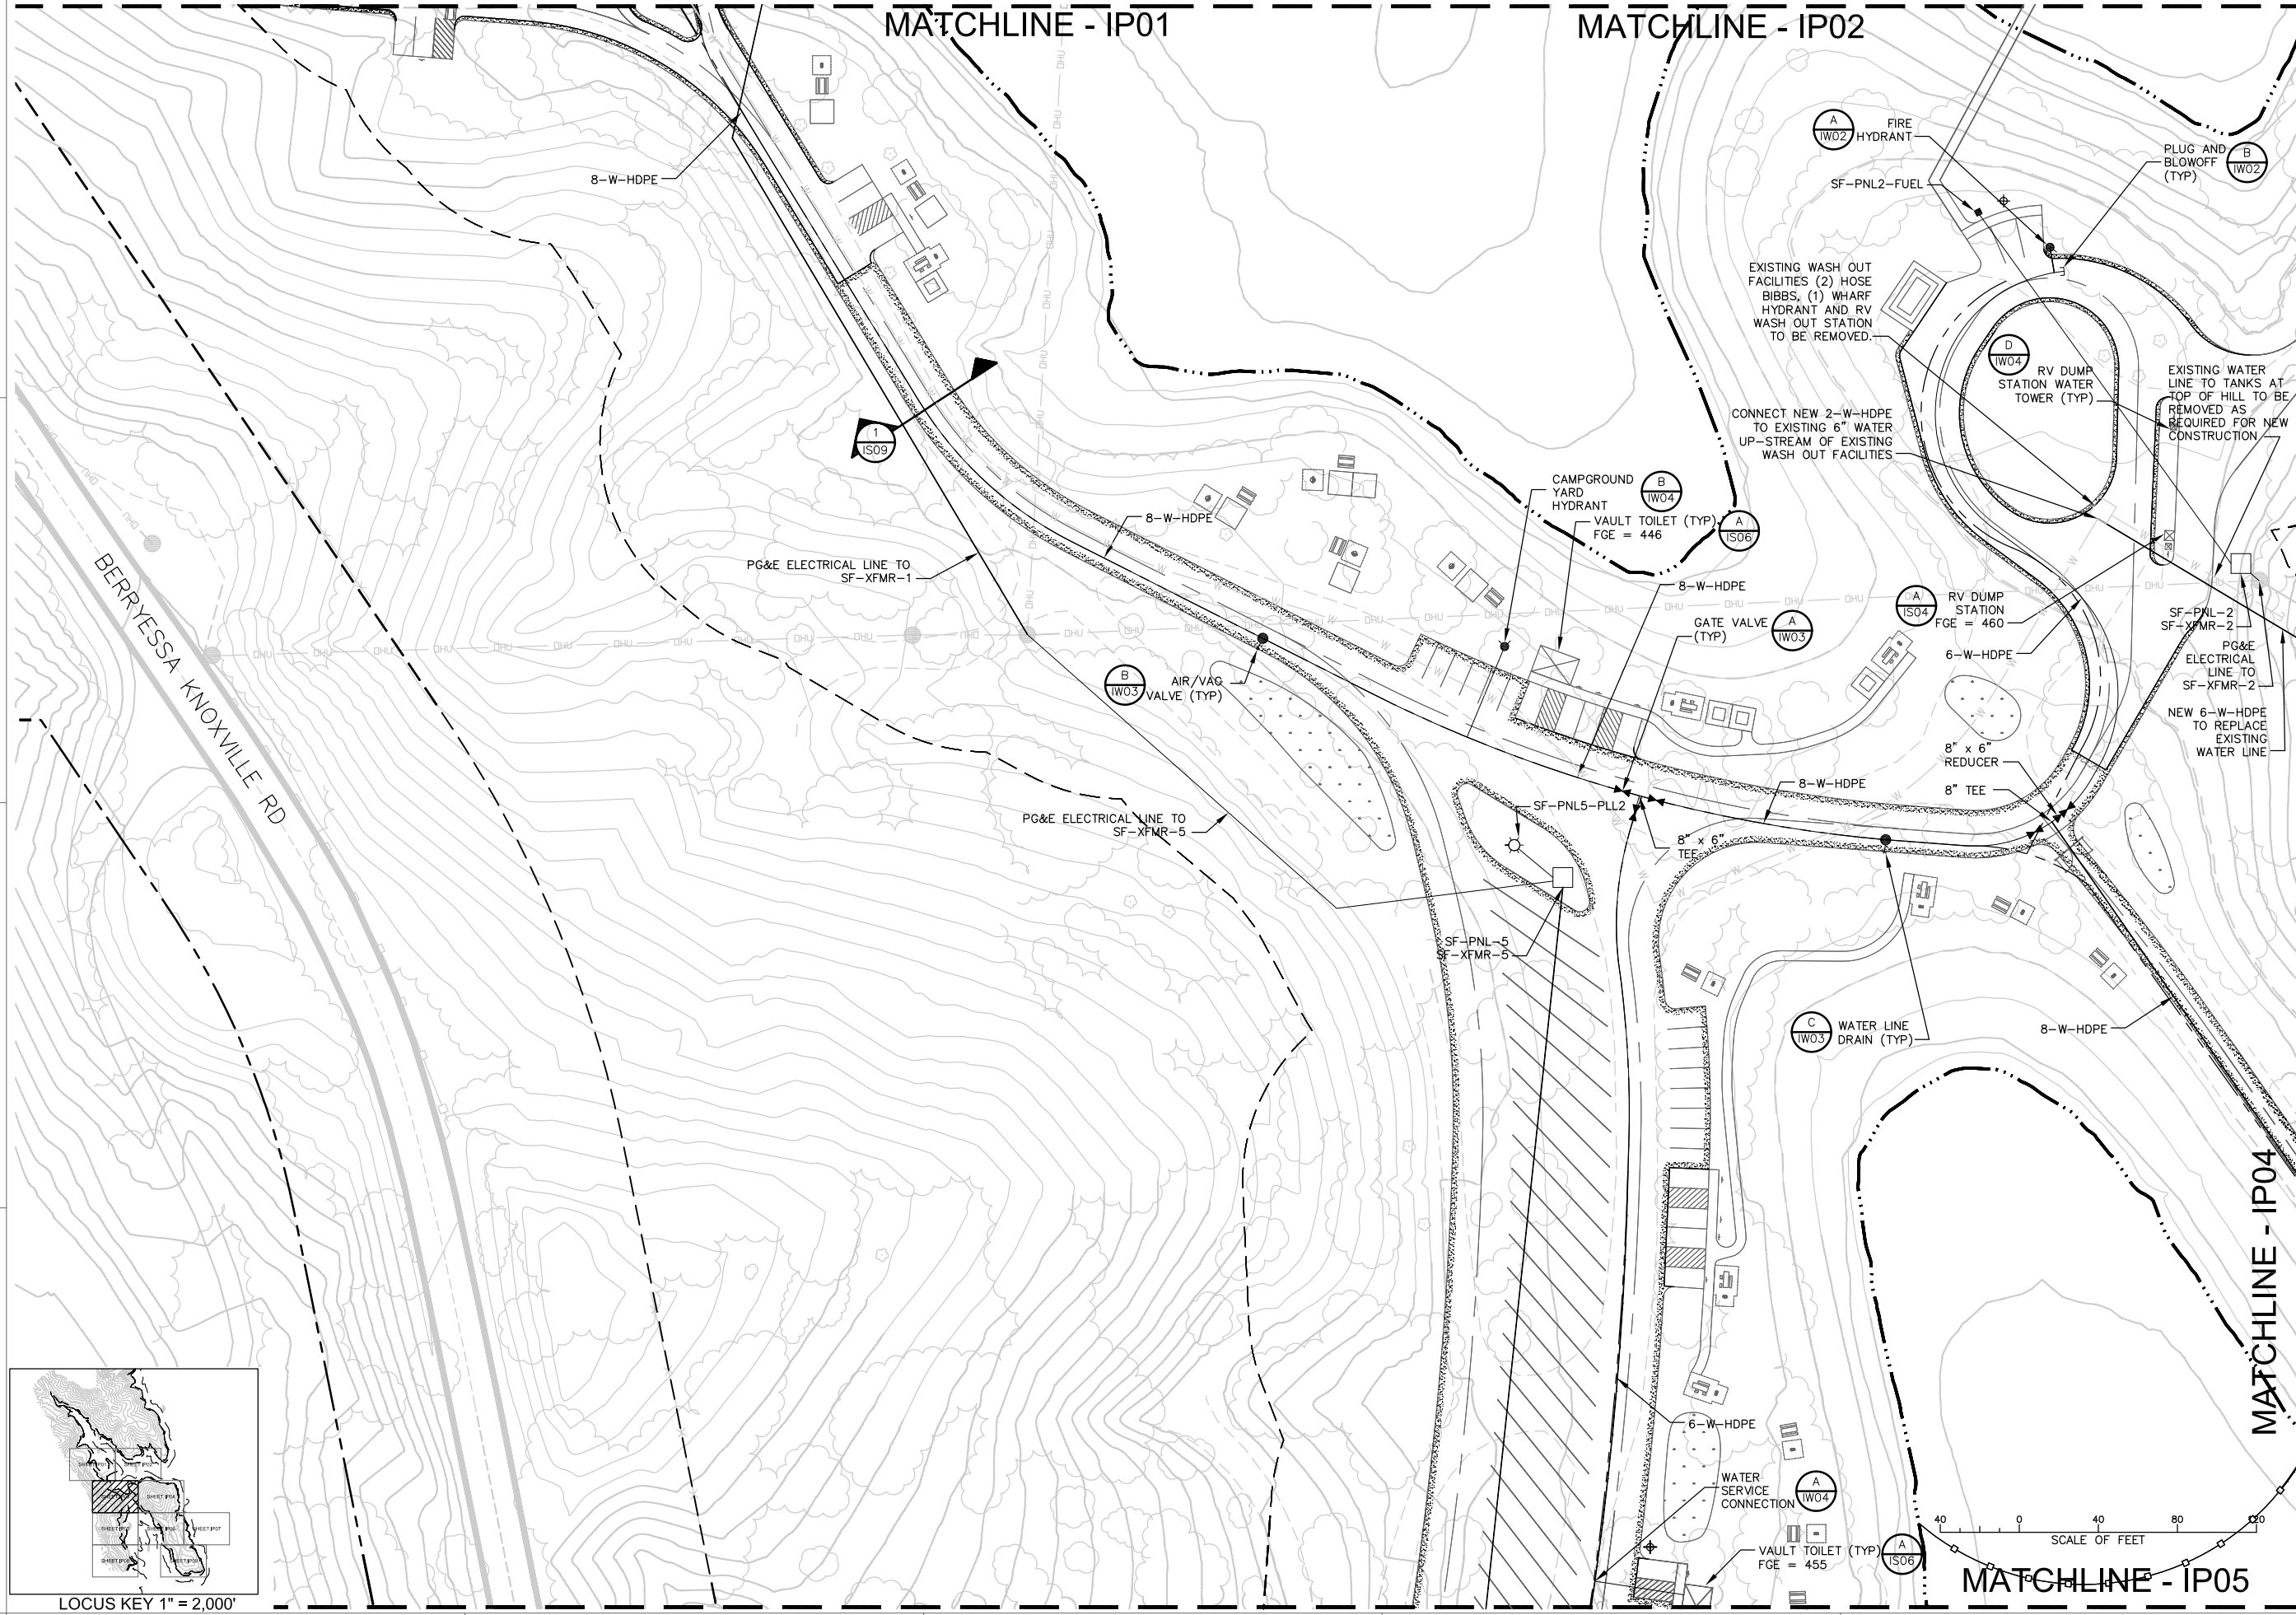 MATCHLINE - IP01
MATCHLINE - IP02
A
IW02
FIRE
HYDRANT
PLUG AND
BLOWOFF
(TYP)
B
IW02
8-W-HDPE
SF-PNL2-FUEL
EXISTING WASH OUT
FACILITIES (2) HOSE
BIBBS, (1) WHARF
HYDRANT AND RV
WASH OUT STATION
TO BE REMOVED.
D
IW04
RV DUMP
STATION WATER
TOWER (TYP)
EXISTING WATER
LINE TO TANKS AT
TOP OF HILL TO BE
REMOVED AS
REQUIRED FOR NEW
CONSTRUCTION
CONNECT NEW 2-W-HDPE
TO EXISTING 6" WATER
UP-STREAM OF EXISTING
WASH OUT FACILITIES
1
IS09
CAMPGROUND
YARD
HYDRANT
B
IW04
VAULT TOILET (TYP)
FGE = 446
A
IS06
8-W-HDPE
PG&E ELECTRICAL LINE TO
SF-XFMR-1
8-W-HDPE
GATE VALVE
(TYP)
A
IW03
A
IS04
RV DUMP
STATION
FGE = 460
6-W-HDPE
SF-PNL-2
SF-XFMR-2
PG&E
ELECTRICAL
LINE TO
SF-XFMR-2
NEW 6-W-HDPE
TO REPLACE
EXISTING
WATER LINE
BERRYESSA KNOXVILLE RD
OHU
B
IW03
AIR/VAC
VALVE (TYP)
8" x 6"
REDUCER
8" TEE
8-W-HDPE
SF-PNL5-PLL2
PG&E ELECTRICAL LINE TO
SF-XFMR-5
8" x 6"
TEE
SF-PNL-5
SF-XFMR-5
C
IW03
WATER LINE
DRAIN (TYP)
8-W-HDPE
MATCHLINE - IP04
6-W-HDPE
WATER
SERVICE
CONNECTION
A
IW04
VAULT TOILET (TYP)
FGE = 455
A
IS06
40 0 40 80 120
SCALE OF FEET
MATCHLINE - IP05
LOCUS KEY 1" = 2,000'